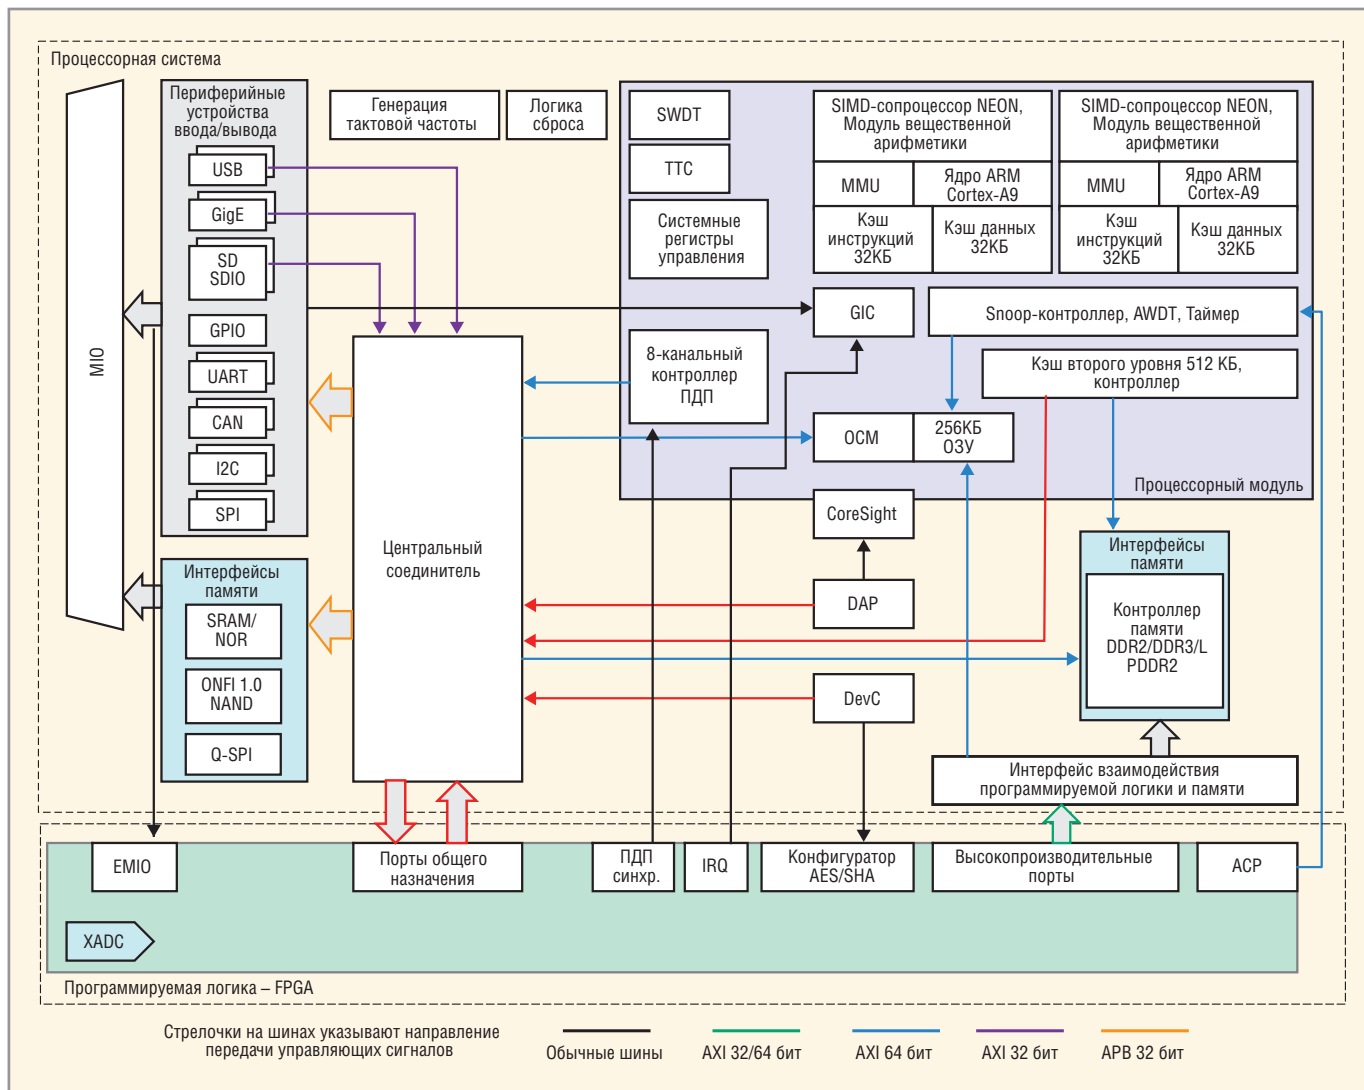 Процессорная система
MIO
Периферийные
устройства
ввода/вывода
USB
GigE
SD
SDIO
GPIO
UART
CAN
I2C
SPI
Интерфейсы
памяти
SRAM/
NOR
ONFI 1.0
NAND
Q-SPI
Генерация
тактовой частоты
Логика
сброса
Центральный
соединитель
SWDT
TTC
Системные
регистры
управления
8-канальный
контроллер
ПДП
SIMD-сопроцессор NEON,
Модуль вещественной
арифметики
MMU
Ядро ARM
Cortex-A9
Кэш
инструкций
32КБ
Кэш данных
32КБ
SIMD-сопроцессор NEON,
Модуль вещественной
арифметики
MMU
Ядро ARM
Cortex-A9
Кэш
инструкций
32КБ
Кэш данных
32КБ
GIC
Snoop-контроллер, AWDT, Таймер
Кэш второго уровня 512 КБ,
контроллер
OCM
256КБ
ОЗУ
Процессорный модуль
CoreSight
DAP
DevC
Интерфейсы
памяти
Контроллер
памяти
DDR2/DDR3/L
PDDR2
Интерфейс взаимодействия
программируемой логики и памяти
EMIO
Порты общего
назначения
ПДП
синхр.
IRQ
Конфигуратор
AES/SHA
Высокопроизводительные
порты
ACP
XADC
Программируемая логика – FPGA
Стрелочки на шинах указывают направление
передачи управляющих сигналов
Обычные шины
AXI 32/64 бит
AXI 64 бит
AXI 32 бит
APB 32 бит